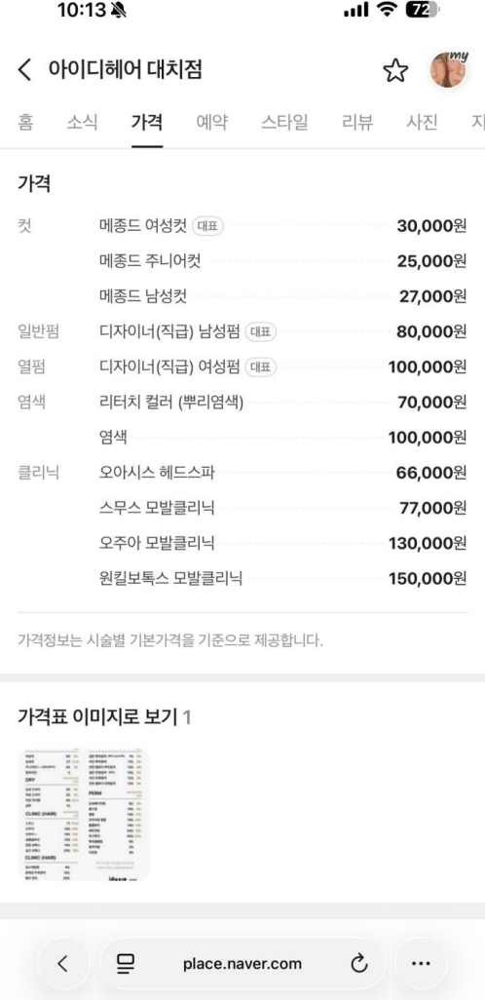 10:13
72
아이디헤어 대치점
my
홈 소식 가격 예약 스타일 리뷰 사진
가격
컷 메종드 여성컷 대표 30,000원
메종드 주니어컷 25,000원
메종드 남성컷 27,000원
일반펌 디자이너(직급) 남성펌 대표 80,000원
열펌 디자이너(직급) 여성펌 대표 100,000원
염색 리터치 컬러 (뿌리염색) 70,000원
염색 100,000원
클리닉 오아시스 헤드스파 66,000원
스무스 모발클리닉 77,000원
오주아 모발클리닉 130,000원
원킬보톡스 모발클리닉 150,000원
가격정보는 시술별 기본가격을 기준으로 제공합니다.
가격표 이미지로 보기 1
DRY
CLINIC (HAIR)
CLINIC (HAIR)
PERM
place.naver.com